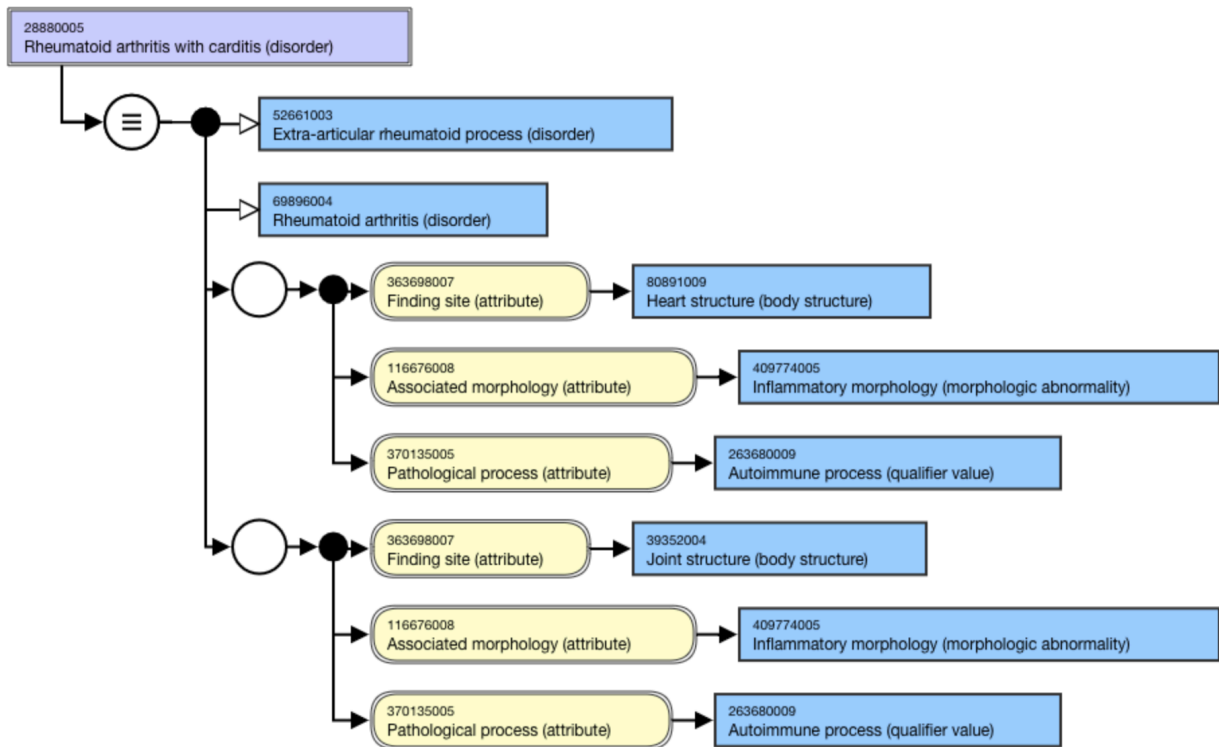 28880005
Rheumatoid arthritis with carditis (disorder)
52661003
Extra-articular rheumatoid process (disorder)
69896004
Rheumatoid arthritis (disorder)
363698007
Finding site (attribute)
80891009
Heart structure (body structure)
116676008
Associated morphology (attribute)
409774005
Inflammatory morphology (morphologic abnormality)
370135005
Pathological process (attribute)
263680009
Autoimmune process (qualifier value)
363698007
Finding site (attribute)
39352004
Joint structure (body structure)
116676008
Associated morphology (attribute)
409774005
Inflammatory morphology (morphologic abnormality)
370135005
Pathological process (attribute)
263680009
Autoimmune process (qualifier value)